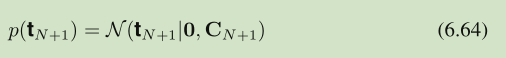 p(𝐭_{N+1}) = 𝒩(𝐭_{N+1}|𝟎, 𝐂_{N+1}) (6.64)